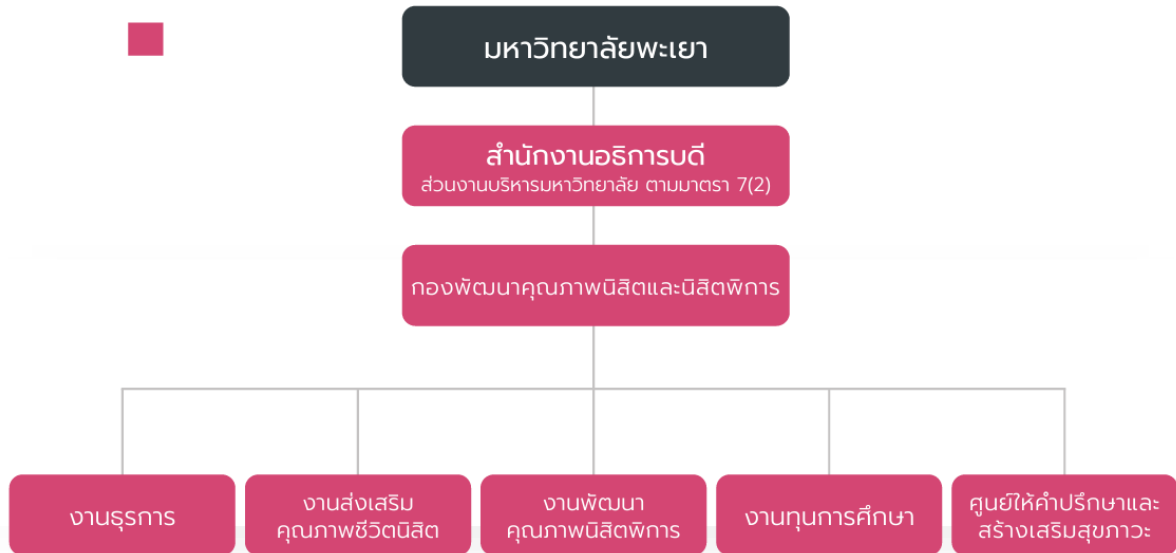 มหาวิทยาลัยพะเยา
สำนักงานอธิการบดี
ส่วนงานบริหารมหาวิทยาลัย ตามมาตรา 7(2)
กองพัฒนาคุณภาพนิสิตและนิสิตพิการ
งานธุรการ
งานส่งเสริม
คุณภาพชีวิตนิสิต
งานพัฒนา
คุณภาพนิสิตพิการ
งานทุนการศึกษา
ศูนย์ให้คำปรึกษาและ
สร้างเสริมสุขภาวะ